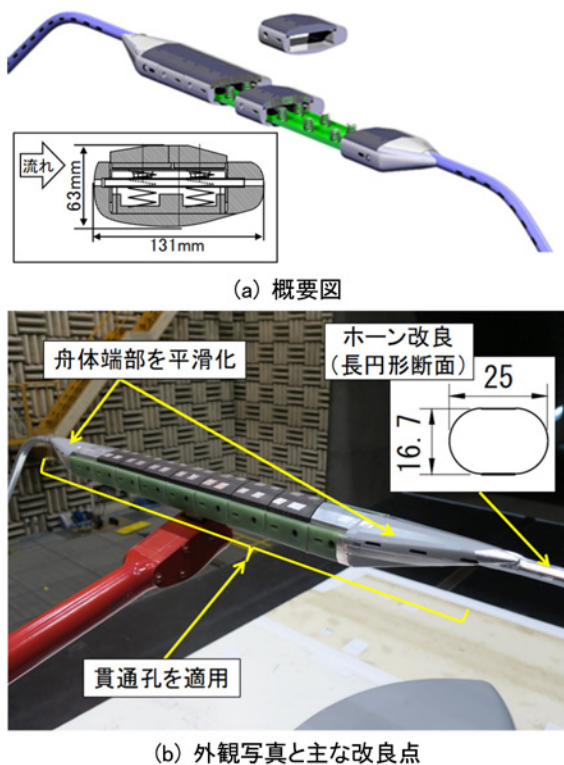 流れ
63mm
131mm
(a) 概要図
舟体端部を平滑化
ホーン改良
(長円形断面)
25
16.7
貫通孔を適用
(b) 外観写真と主な改良点